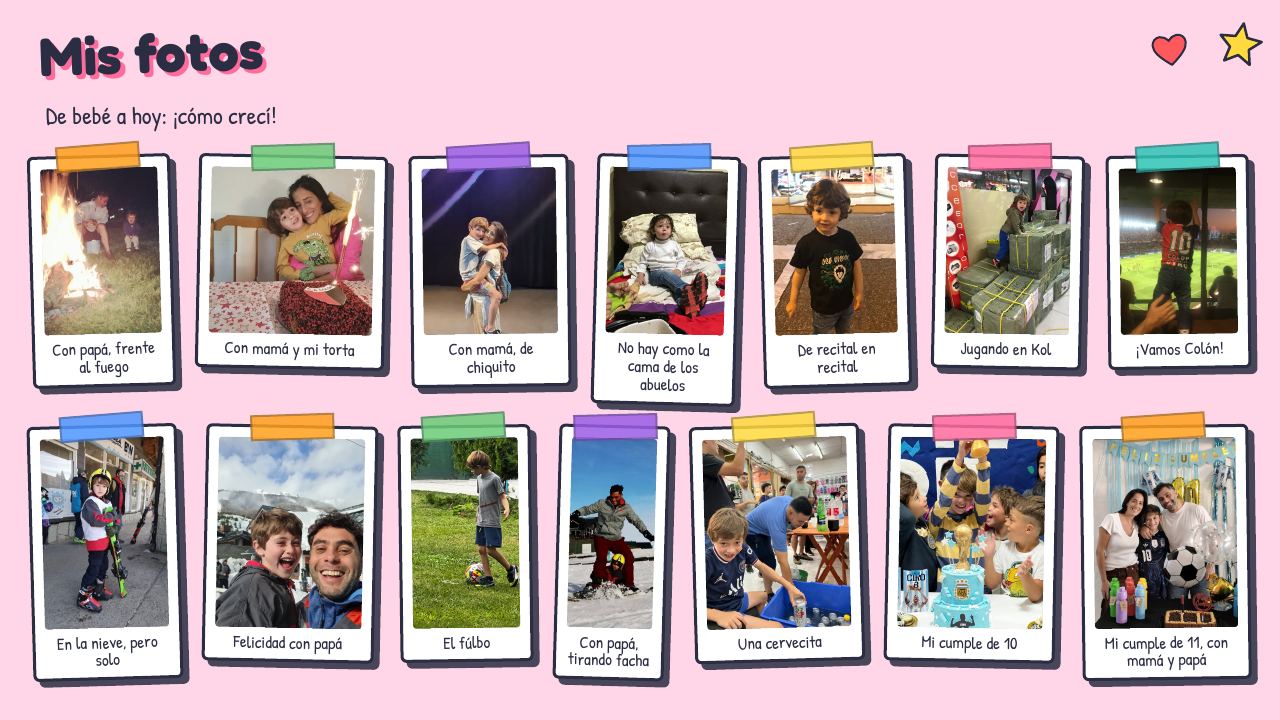 Mis fotos
De bebé a hoy: ¡cómo crecí!
Con papá, frente
al fuego
Con mamá y mi torta
Con mamá, de
chiquito
No hay como la
cama de los
abuelos
De recital en
recital
Jugando en Kol
¡Vamos Colón!
10
En la nieve, pero
solo
Felicidad con papá
El fúlbo
Con papá,
tirando facha
Una cervecita
Mi cumple de 10
Mi cumple de 11, con
mamá y papá
10